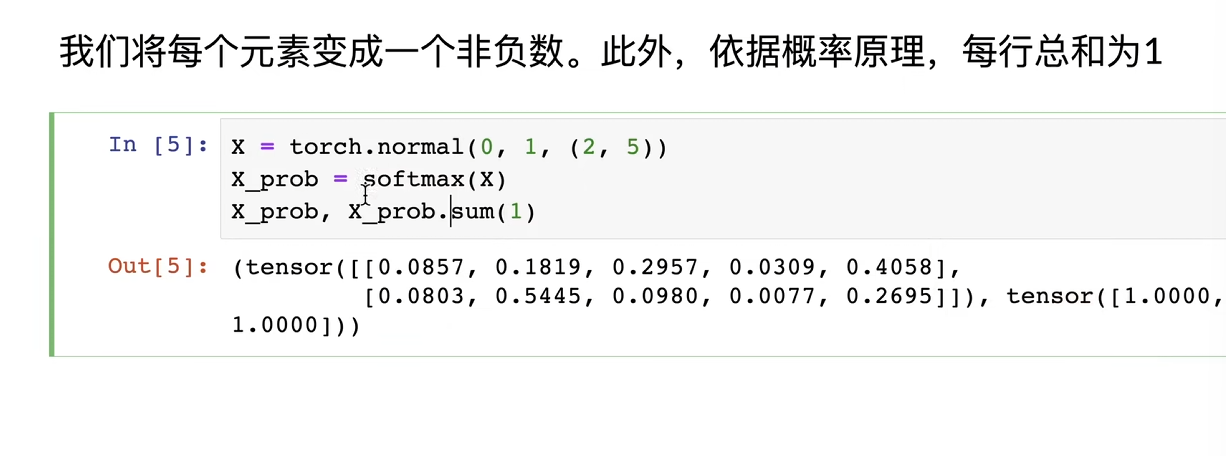 我们将每个元素变成一个非负数。此外，依据概率原理，每行总和为1
In [5]: X = torch.normal(0, 1, (2, 5))
X_prob = softmax(X)
X_prob, X_prob.sum(1)
Out[5]: (tensor([[0.0857, 0.1819, 0.2957, 0.0309, 0.4058],
[0.0803, 0.5445, 0.0980, 0.0077, 0.2695]]), tensor([1.0000,
1.0000]))